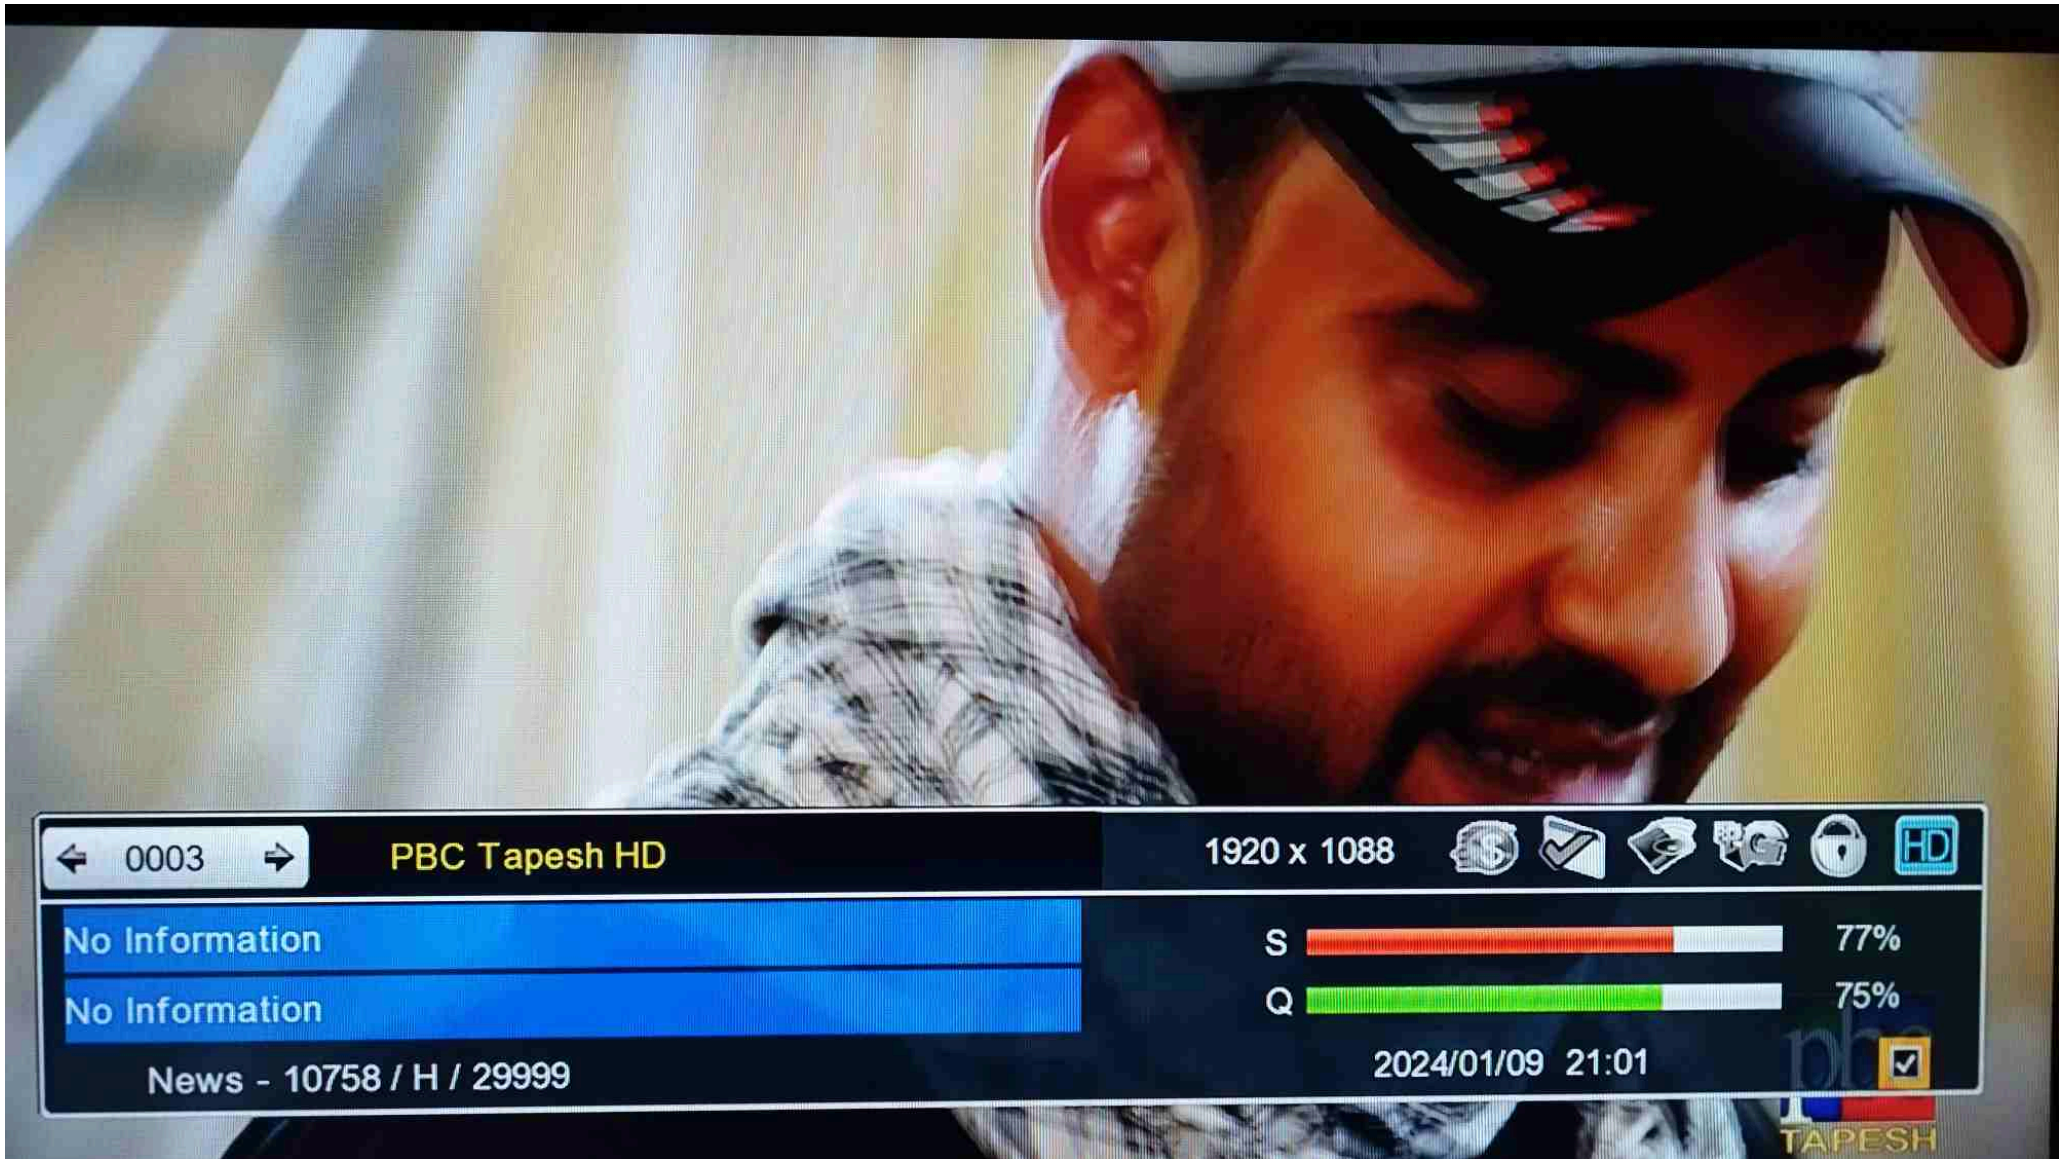 0003
PBC Tapesh HD
1920 x 1088
HD
No Information
S 77%
No Information
Q 75%
News - 10758 / H / 29999
2024/01/09 21:01
pbc
TAPESH